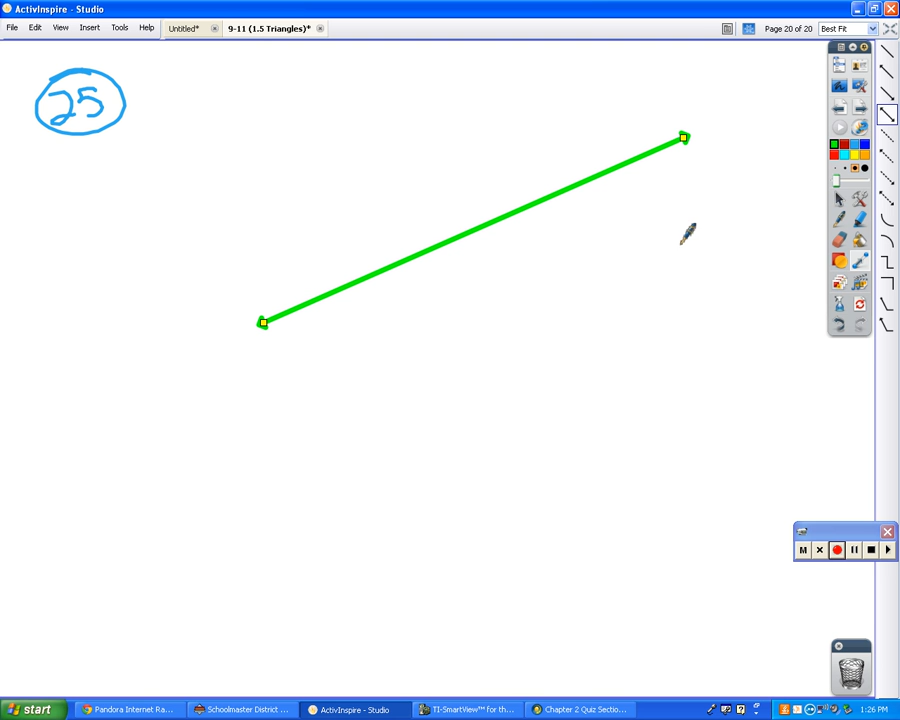 ActivInspire - Studio
File Edit View Insert Tools Help Untitled* 9-11 (1.5 Triangles)* Page 20 of 20 Best Fit
25
M
start Pandora Internet Ra... Schoolmaster District ... ActivInspire - Studio TI-SmartView™ for th... Chapter 2 Quiz Sectio... 1:26 PM